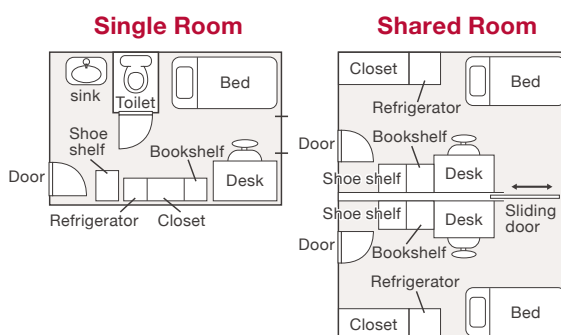 Single Room
sink
Toilet
Bed
Shoe
shelf
Bookshelf
Door
Desk
Refrigerator
Closet
Shared Room
Closet
Bed
Refrigerator
Door
Bookshelf
Shoe shelf
Desk
Shoe shelf
Desk
Sliding
door
Door
Bookshelf
Refrigerator
Closet
Bed